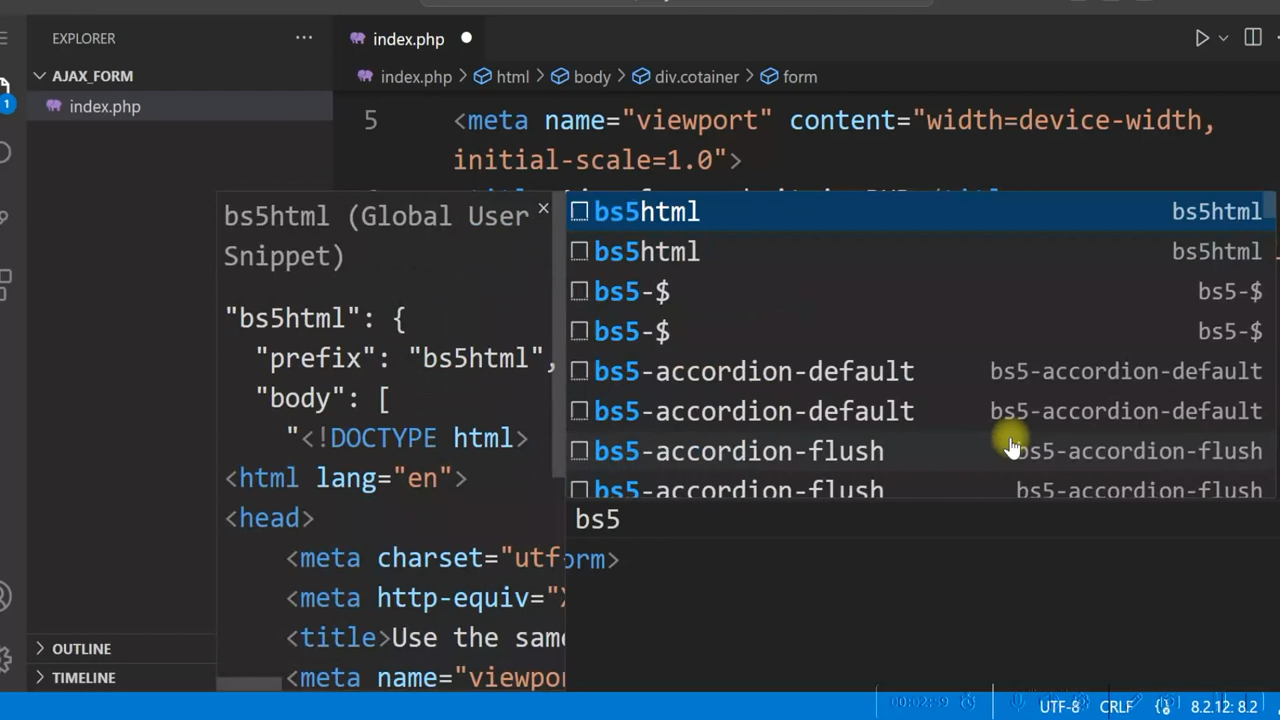 EXPLORER
AJAX_FORM
index.php
1
OUTLINE
TIMELINE
index.php
index.php > html > body > div.cotainer > form
5 <meta name="viewport" content="width=device-width,
initial-scale=1.0">
bs5html (Global User
Snippet)
"bs5html": {
"prefix": "bs5html",
"body": [
"<!DOCTYPE html>
<html lang="en">
<head>
<meta charset="utf
<meta http-equiv="X
<title>Use the same
<meta name="viewpor
bs5html bs5html
bs5html bs5html
bs5-$ bs5-$
bs5-$ bs5-$
bs5-accordion-default bs5-accordion-default
bs5-accordion-default bs5-accordion-default
bs5-accordion-flush bs5-accordion-flush
bs5-accordion-flush bs5-accordion-flush
bs5
orm>
00:02:59
UTF-8 CRLF 8.2.12: 8.2